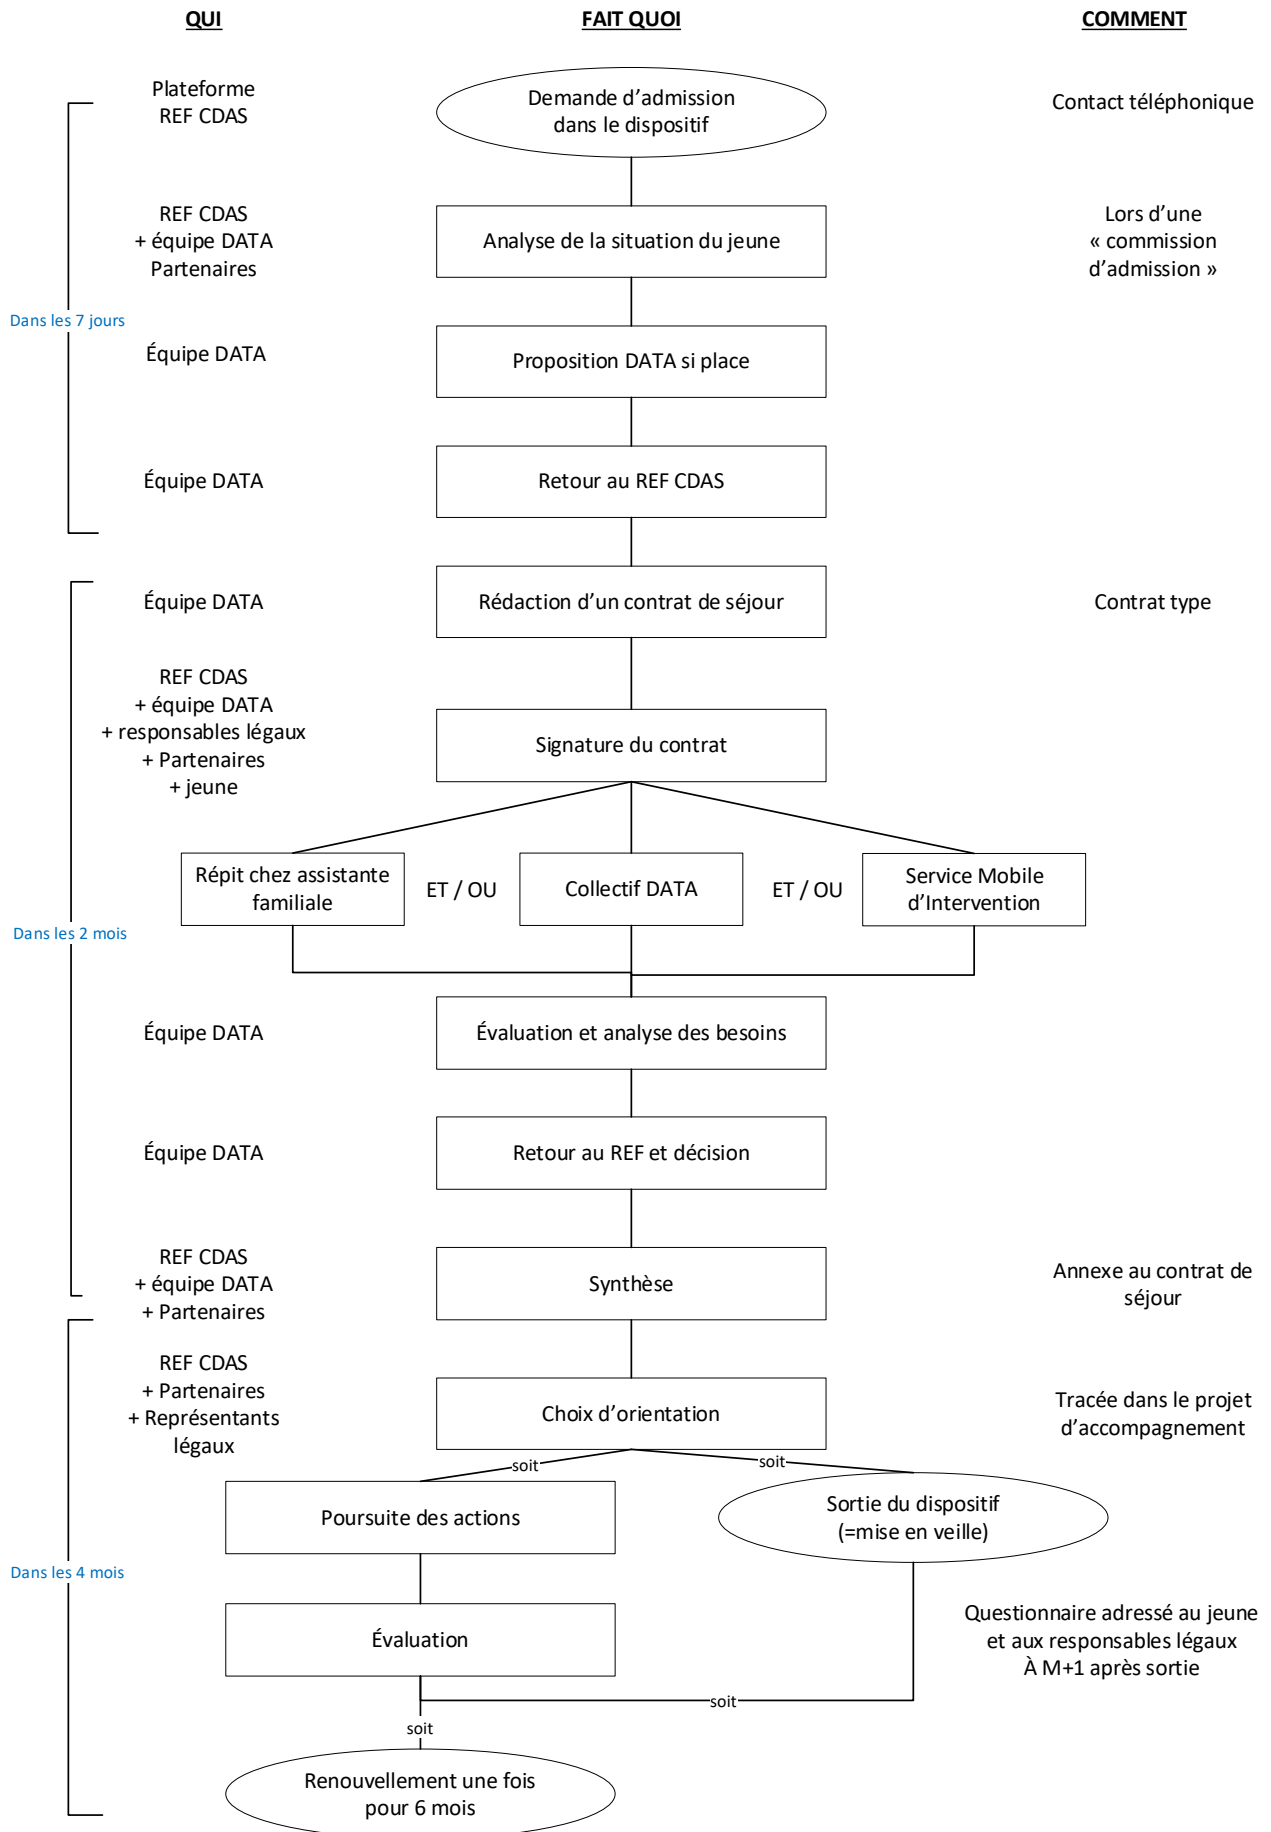 QUI
FAIT QUOI
COMMENT
Plateforme
REF CDAS
Demande d’admission
dans le dispositif
Contact téléphonique
REF CDAS
+ équipe DATA
Partenaires
Analyse de la situation du jeune
Lors d’une
« commission
d’admission »
Dans les 7 jours
Équipe DATA
Proposition DATA si place
Équipe DATA
Retour au REF CDAS
Équipe DATA
Rédaction d’un contrat de séjour
Contrat type
REF CDAS
+ équipe DATA
+ responsables légaux
+ Partenaires
+ jeune
Signature du contrat
Répit chez assistante
familiale
ET / OU
Collectif DATA
ET / OU
Service Mobile
d’Intervention
Dans les 2 mois
Équipe DATA
Évaluation et analyse des besoins
Équipe DATA
Retour au REF et décision
REF CDAS
+ équipe DATA
+ Partenaires
Synthèse
Annexe au contrat de
séjour
REF CDAS
+ Partenaires
+ Représentants
légaux
Choix d’orientation
Tracée dans le projet
d’accompagnement
soit
soit
Poursuite des actions
Sortie du dispositif
(=mise en veille)
Dans les 4 mois
Évaluation
Questionnaire adressé au jeune
et aux responsables légaux
À M+1 après sortie
soit
soit
Renouvellement une fois
pour 6 mois